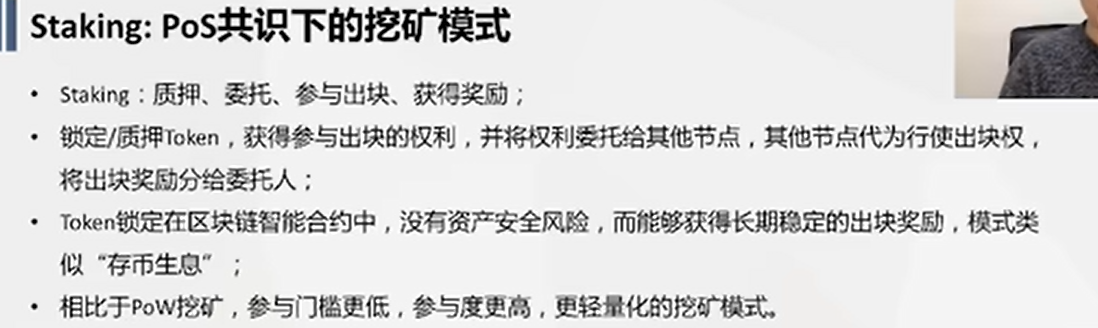 Staking: PoS共识下的挖矿模式
• Staking：质押、委托、参与出块、获得奖励；
• 锁定/质押Token，获得参与出块的权利，并将权利委托给其他节点，其他节点代为行使出块权，
将出块奖励分给委托人；
• Token锁定在区块链智能合约中，没有资产安全风险，而能够获得长期稳定的出块奖励，模式类
似“存币生息”；
• 相比于PoW挖矿，参与门槛更低，参与度更高，更轻量化的挖矿模式。